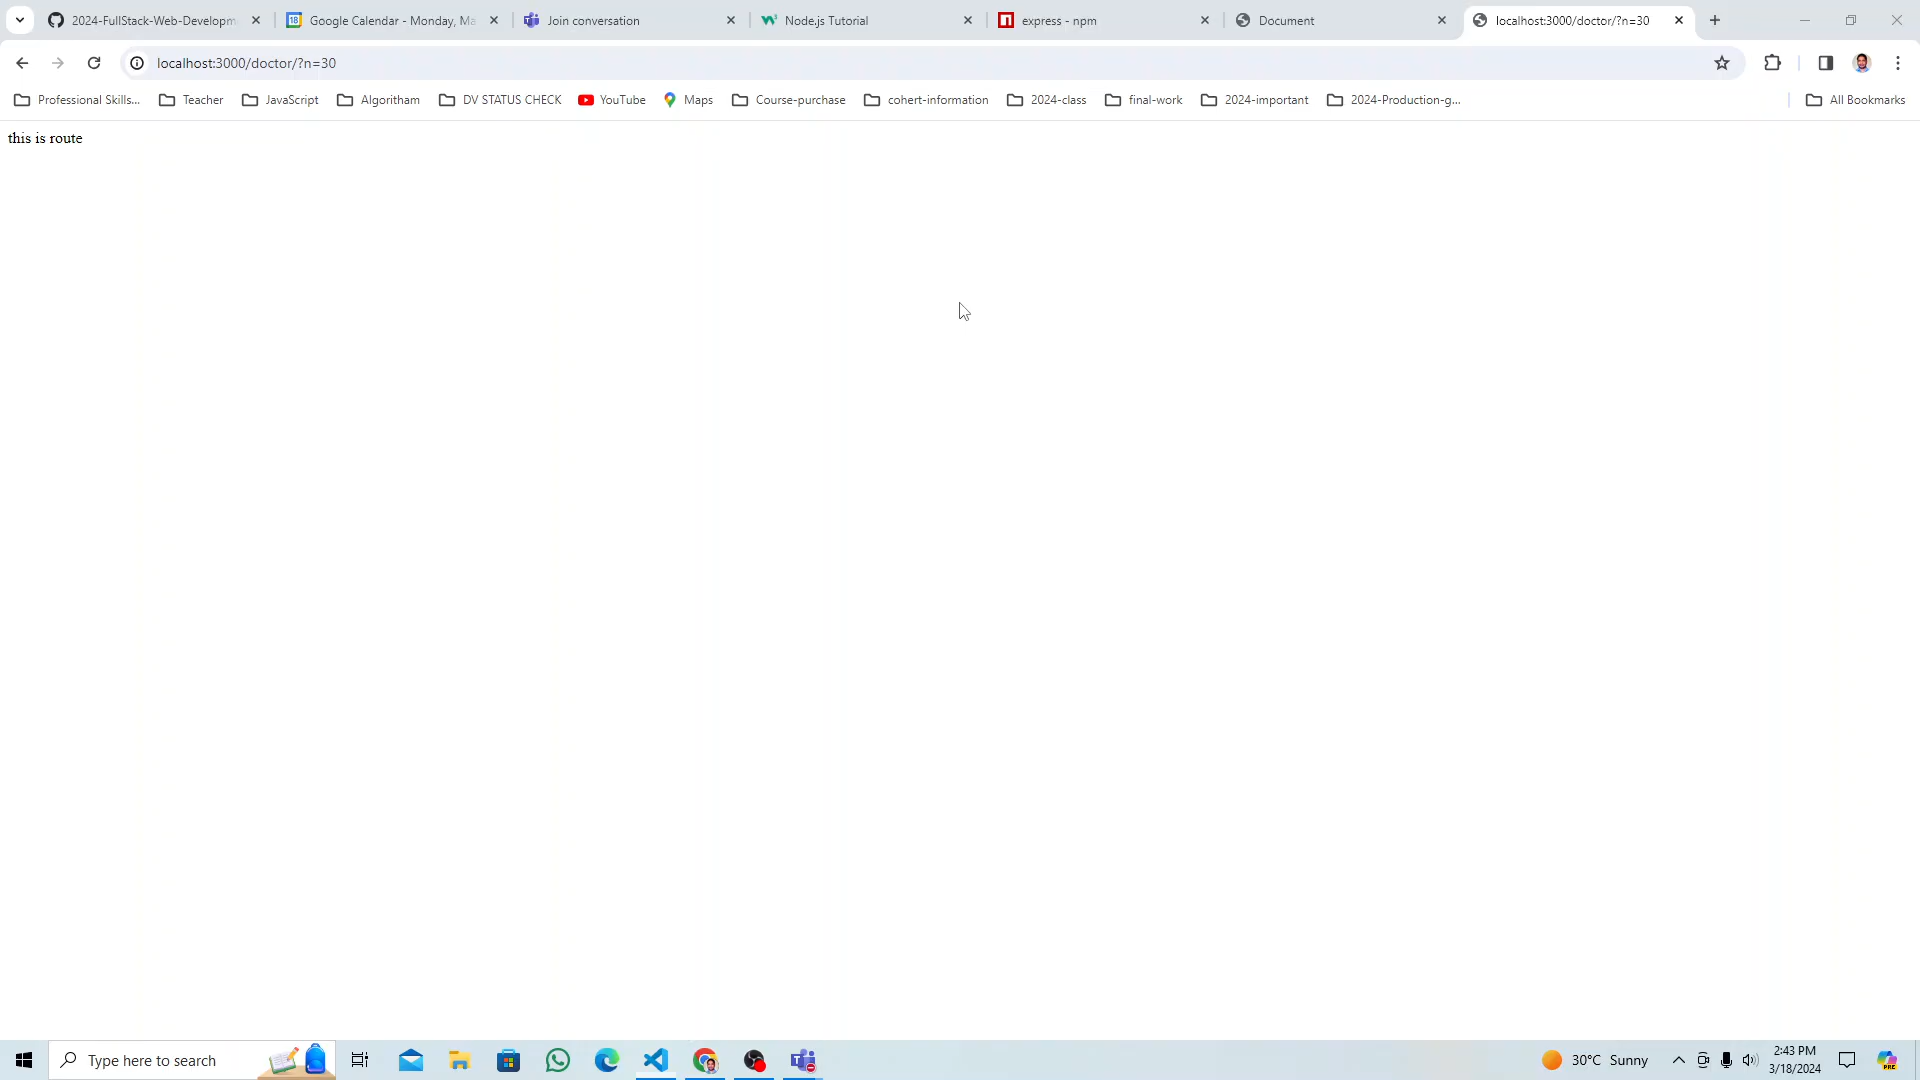 2024-FullStack-Web-Developm
Google Calendar - Monday, Ma
Join conversation
Node.js Tutorial
express - npm
Document
localhost:3000/doctor/?n=30
localhost:3000/doctor/?n=30
Professional Skills...
Teacher
JavaScript
Algoritham
DV STATUS CHECK
YouTube
Maps
Course-purchase
cohert-information
2024-class
final-work
2024-important
2024-Production-g...
All Bookmarks
this is route
Type here to search
30°C Sunny
2:43 PM
3/18/2024